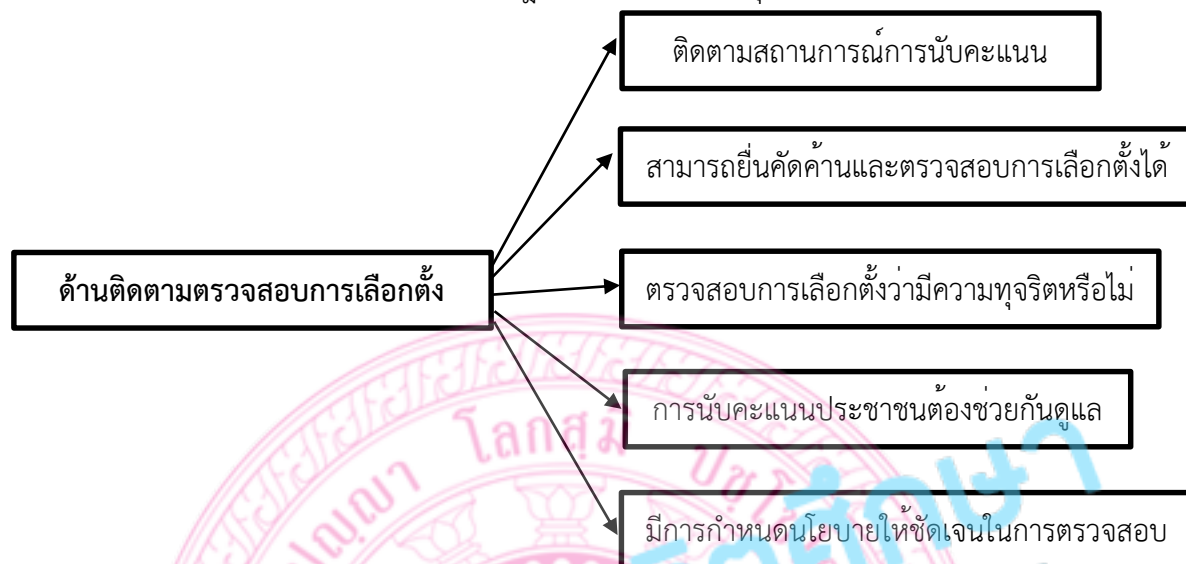 ติดตามสถานการณ์การนับคะแนน
สามารถยื่นคัดค้านและตรวจสอบการเลือกตั้งได้
ด้านติดตามตรวจสอบการเลือกตั้ง
ตรวจสอบการเลือกตั้งว่ามีความทุจริตหรือไม่
การนับคะแนนประชาชนต้องช่วยกันดูแล
มีการกำหนดนโยบายให้ชัดเจนในการตรวจสอบ
โลกสฺมิ